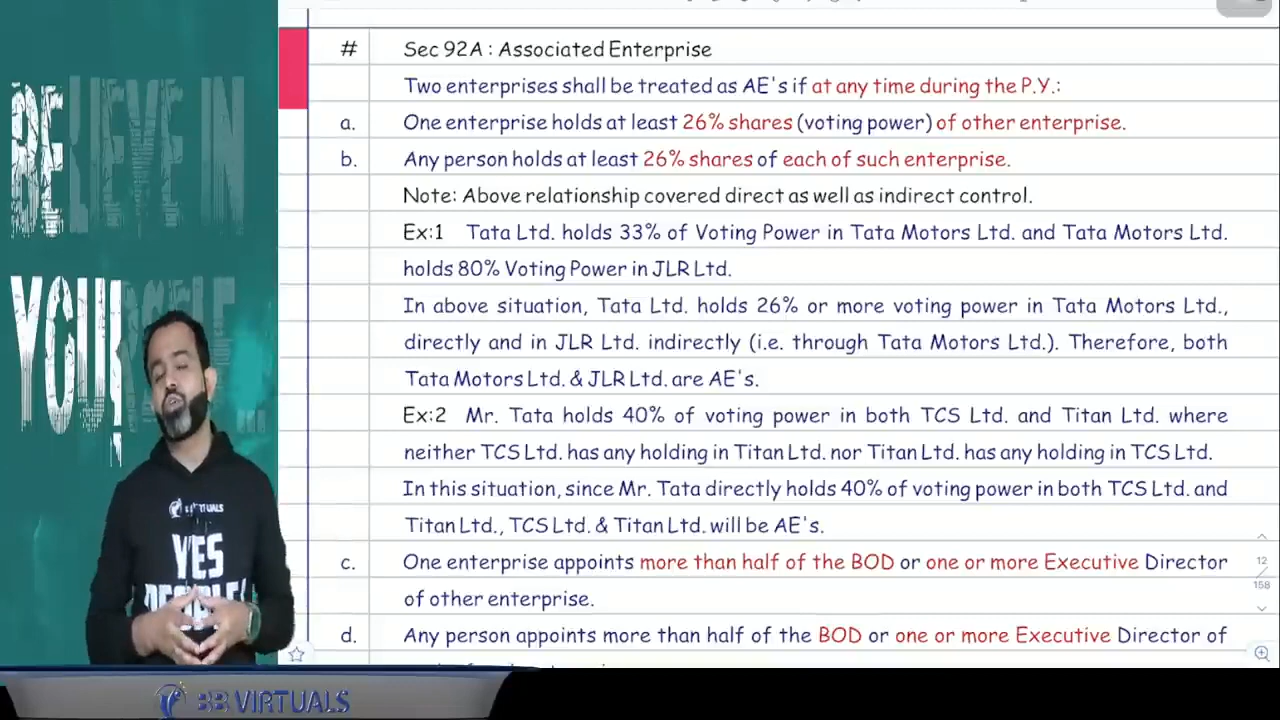 BELIEVE IN
YOURSELF ...
# Sec 92A : Associated Enterprise
Two enterprises shall be treated as AE's if at any time during the P.Y.:
a. One enterprise holds at least 26% shares (voting power) of other enterprise.
b. Any person holds at least 26% shares of each of such enterprise.
Note: Above relationship covered direct as well as indirect control.
Ex:1 Tata Ltd. holds 33% of Voting Power in Tata Motors Ltd. and Tata Motors Ltd.
holds 80% Voting Power in JLR Ltd.
In above situation, Tata Ltd. holds 26% or more voting power in Tata Motors Ltd.,
directly and in JLR Ltd. indirectly (i.e. through Tata Motors Ltd.). Therefore, both
Tata Motors Ltd. & JLR Ltd. are AE's.
Ex:2 Mr. Tata holds 40% of voting power in both TCS Ltd. and Titan Ltd. where
neither TCS Ltd. has any holding in Titan Ltd. nor Titan Ltd. has any holding in TCS Ltd.
In this situation, since Mr. Tata directly holds 40% of voting power in both TCS Ltd. and
Titan Ltd., TCS Ltd. & Titan Ltd. will be AE's.
c. One enterprise appoints more than half of the BOD or one or more Executive Director
of other enterprise.
d. Any person appoints more than half of the BOD or one or more Executive Director of
12
158
VIRTUALS
YES
BB VIRTUALS